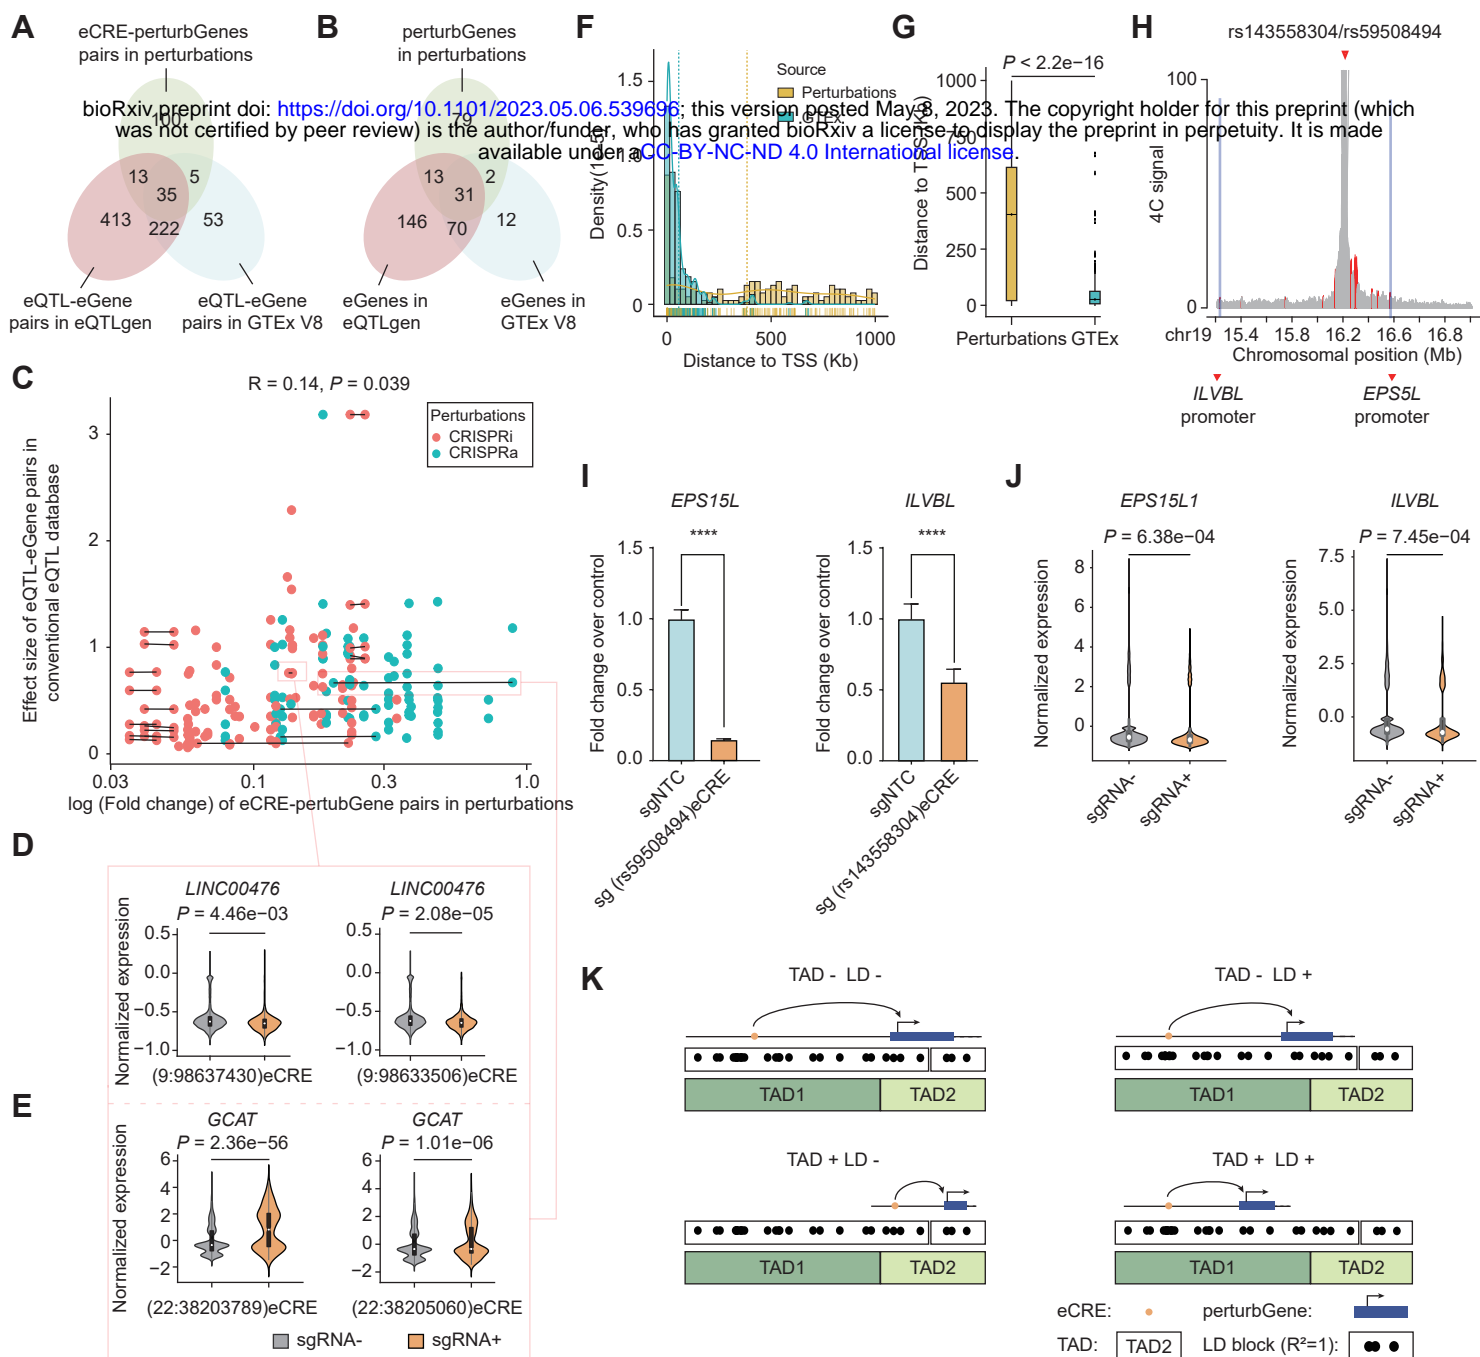 A
eCRE-perturbGenes
pairs in perturbations
100
13
5
35
413
222
53
eQTL-eGene
pairs in eQTLgen
eQTL-eGene
pairs in GTEx V8
B
perturbGenes
in perturbations
79
13
2
31
146
70
12
eGenes in
eQTLgen
eGenes in
GTEx V8
bioRxiv preprint doi: https://doi.org/10.1101/2023.05.06.539696; this version posted May 8, 2023. The copyright holder for this preprint (which
was not certified by peer review) is the author/funder, who has granted bioRxiv a license to display the preprint in perpetuity. It is made
available under aCC-BY-NC-ND 4.0 International license.
C
R = 0.14, P = 0.039
Perturbations
CRISPRi
CRISPRa
Effect size of eQTL-eGene pairs in
conventional eQTL database
3
2
1
0
0.03
0.1
0.3
1.0
log (Fold change) of eCRE-pertubGene pairs in perturbations
D
LINC00476
P = 4.46e−03
Normalized expression
0.5
0.0
−0.5
−1.0
(9:98637430)eCRE
LINC00476
P = 2.08e−05
0.5
0.0
−0.5
−1.0
(9:98633506)eCRE
E
GCAT
P = 2.36e−56
Normalized expression
6
4
2
0
−2
(22:38203789)eCRE
GCAT
P = 1.01e−06
6
4
2
0
−2
(22:38205060)eCRE
sgRNA-
sgRNA+
F
Source
Perturbations
GTEx
Density(1e-5)
1.5
1.0
0.5
0
0
500
1000
Distance to TSS (Kb)
G
P < 2.2e−16
Distance to TSS (Kb)
1000
750
500
250
0
Perturbations GTEx
H
rs143558304/rs59508494
4C signal
100
0
chr19
15.4
15.8
16.2
16.4
16.8
Chromosomal position (Mb)
ILVBL
promoter
EPS5L
promoter
I
EPS15L
****
Fold change over control
1.5
1.0
0.5
0.0
sgNTC
sg (rs59508494)eCRE
ILVBL
****
Fold change over control
1.5
1.0
0.5
0.0
sgNTC
sg (rs143558304)eCRE
J
EPS15L1
P = 6.38e−04
Normalized expression
8
6
4
2
0
sgRNA-
sgRNA+
ILVBL
P = 7.45e−04
Normalized expression
7.5
5.0
2.5
0.0
sgRNA-
sgRNA+
K
TAD - LD -
TAD1
TAD2
TAD - LD +
TAD1
TAD2
TAD + LD -
TAD1
TAD2
TAD + LD +
TAD1
TAD2
eCRE:
perturbGene:
TAD:
TAD2
LD block (R²=1):